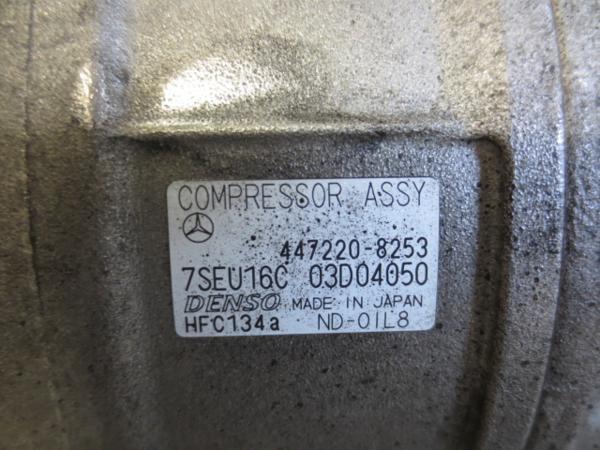 COMPRESSOR ASSY
447220-8253
7SEU16C 03D04050
DENSO MADE IN JAPAN
HFC134a ND-OIL8